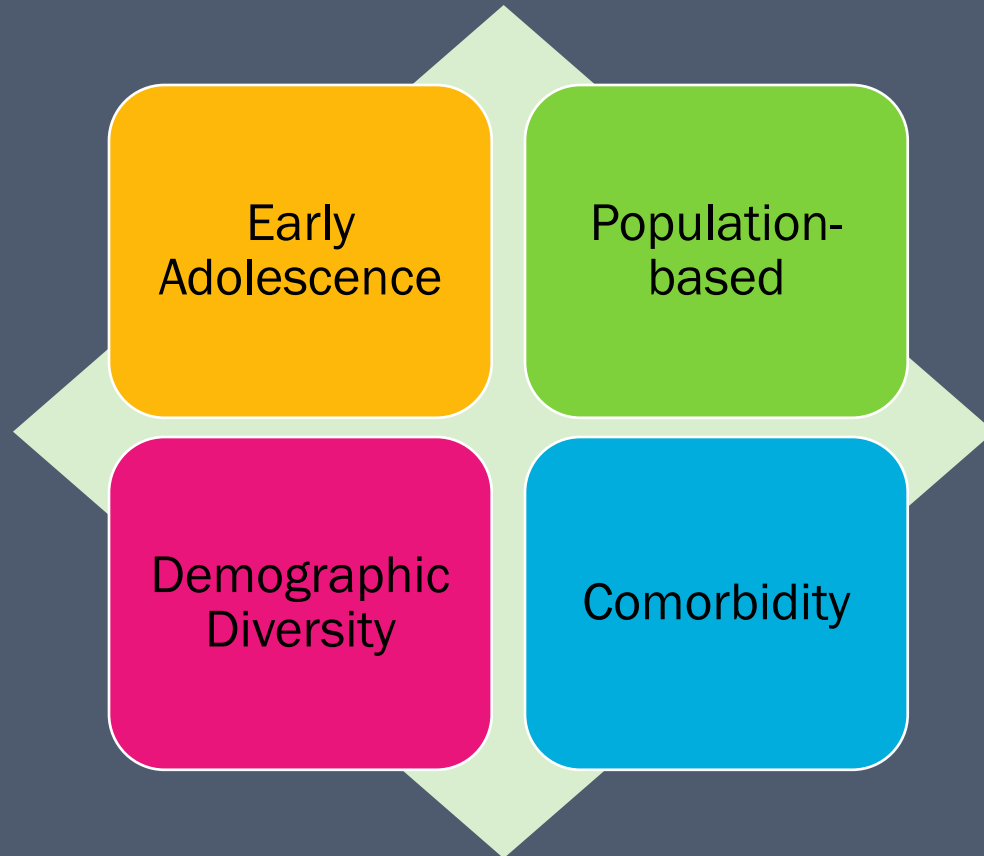 Early
Adolescence
Population-
based
Demographic
Diversity
Comorbidity